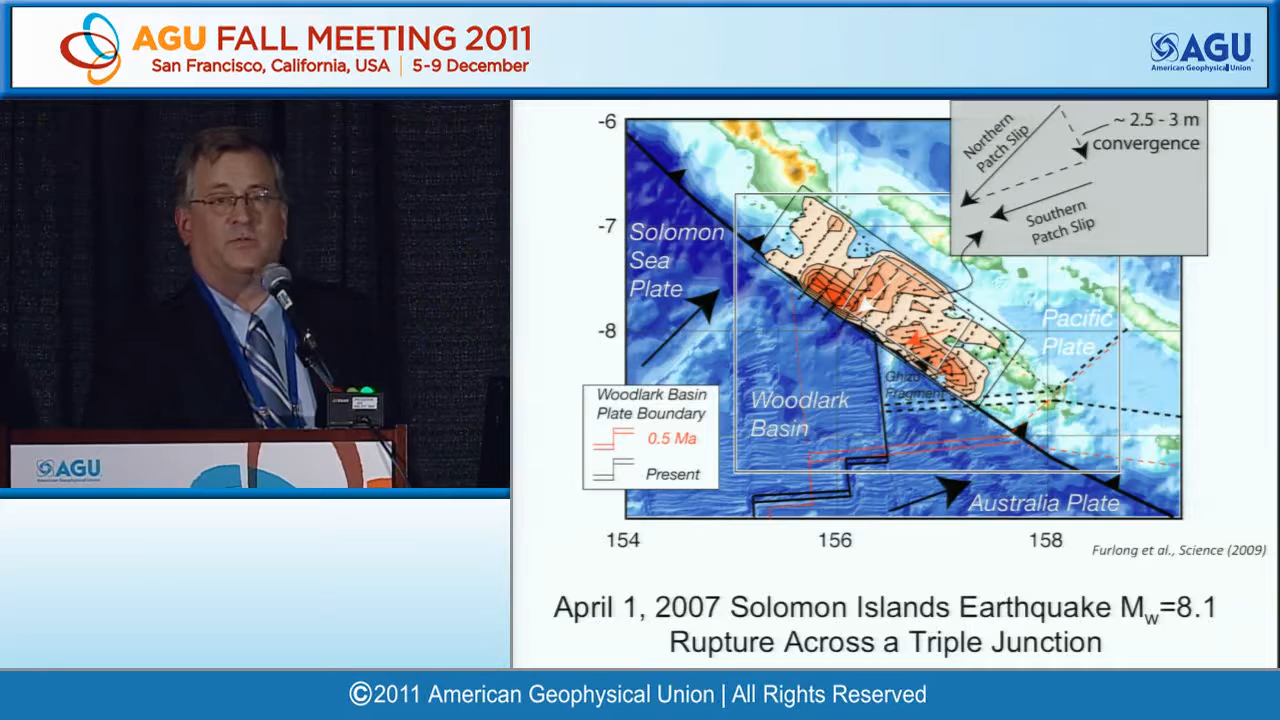 AGU FALL MEETING 2011
San Francisco, California, USA | 5-9 December
AGU
American Geophysical Union
-6
-7
-8
154
156
158
Northern
Patch Slip
~ 2.5 - 3 m
convergence
Southern
Patch Slip
Solomon
Sea
Plate
Pacific
Plate
Ghizo
Fragment
Woodlark
Basin
Woodlark Basin
Plate Boundary
0.5 Ma
Present
Australia Plate
Furlong et al., Science (2009)
April 1, 2007 Solomon Islands Earthquake Mw=8.1
Rupture Across a Triple Junction
AGU
©2011 American Geophysical Union | All Rights Reserved